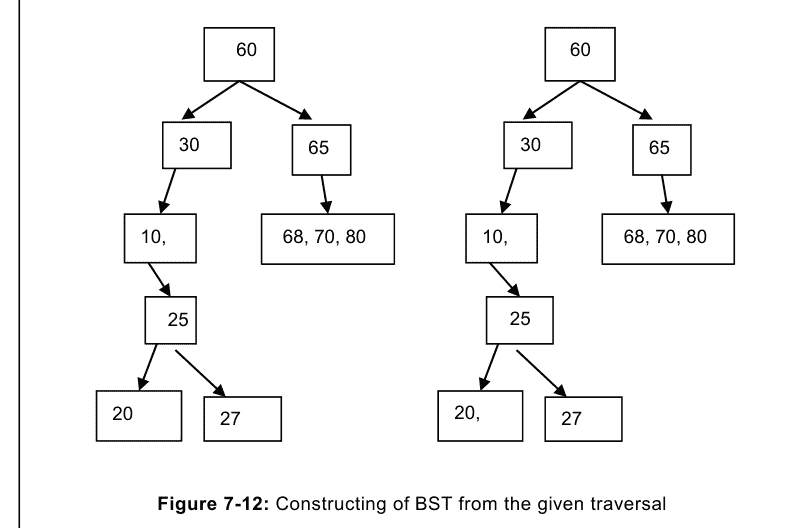 60 60
30 65 30 65
10, 68, 70, 80 10, 68, 70, 80
25 25
20 27 20, 27
Figure 7-12: Constructing of BST from the given traversal